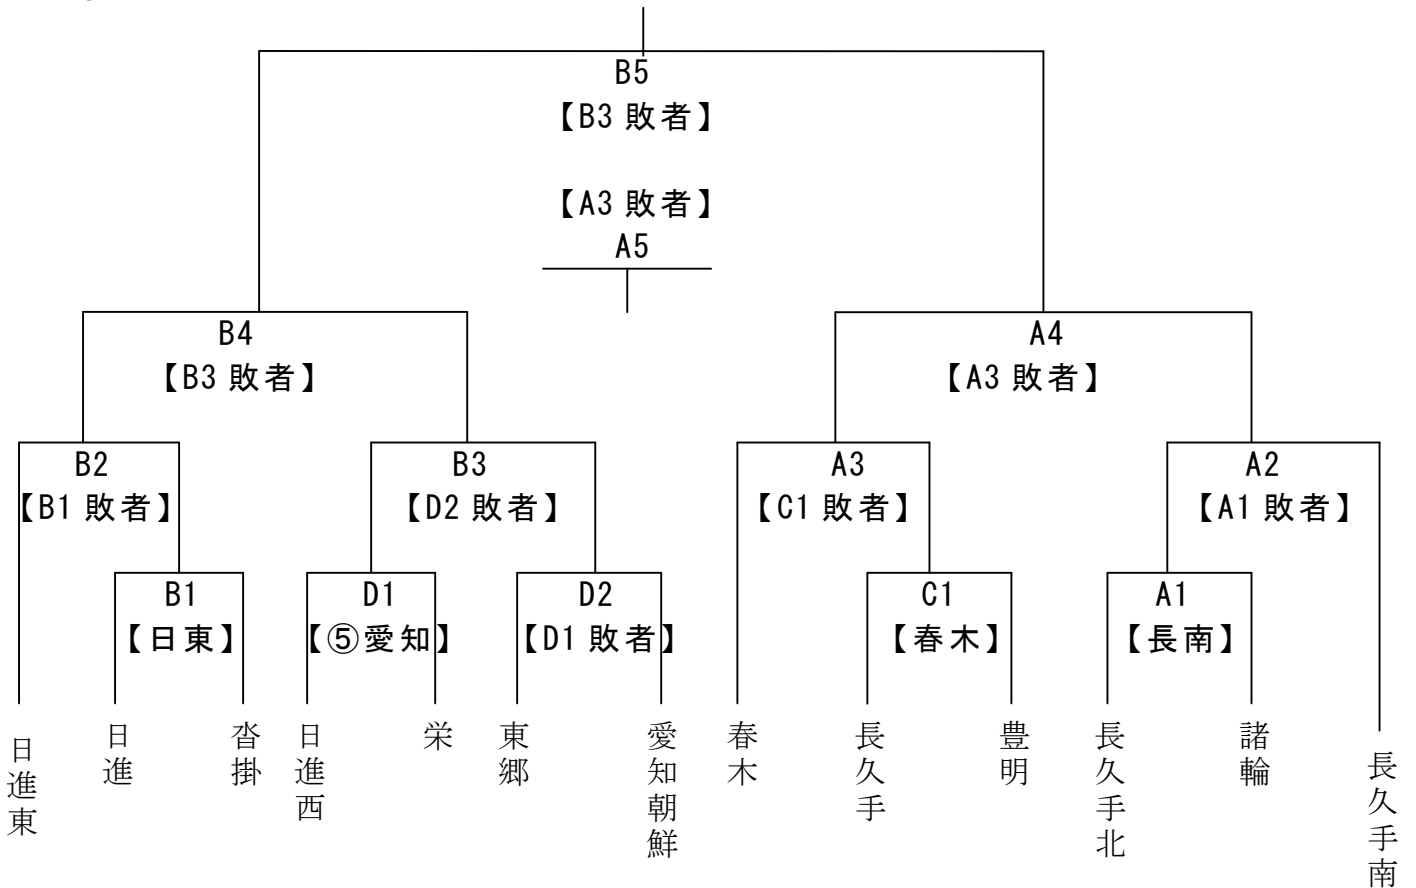 B5
【B3 敗者】
【A3 敗者】
A5
B4
【B3 敗者】
A4
【A3 敗者】
B2
【B1 敗者】
B3
【D2 敗者】
A3
【C1 敗者】
A2
【A1 敗者】
B1
【日東】
D1
【⑤愛知】
D2
【D1 敗者】
C1
【春木】
A1
【長南】
日進東
日進
沓掛
日進西
栄
東郷
愛知朝鮮
春木
長久手
豊明
長久手北
諸輪
長久手南